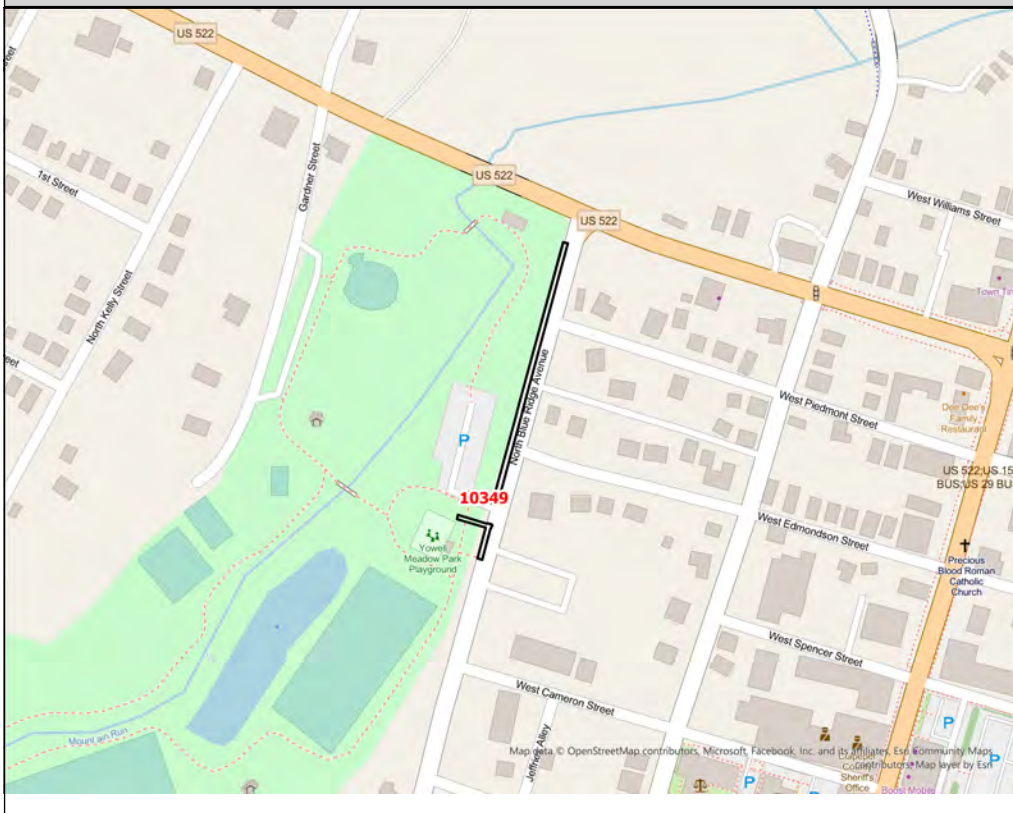 US 522
US 522
US 522
1st Street
Gardner Street
North Kelly Street
West Williams Street
North Blue Ridge Avenue
West Piedmont Street
Dee Dee's
Family
Restaurant
US 522;US 15
BUS;US 29 BU
P
10349
Yowell
Meadow Park
Playground
West Edmondson Street
Precious
Blood Roman
Catholic
Church
West Spencer Street
West Cameron Street
Jeffries Alley
Mountain Run
P
P
P
Sheriff's
Office
Boost Mobile
Map data © OpenStreetMap contributors, Microsoft, Facebook, Inc. and its affiliates, Esri Community Maps
contributors, Map layer by Esri